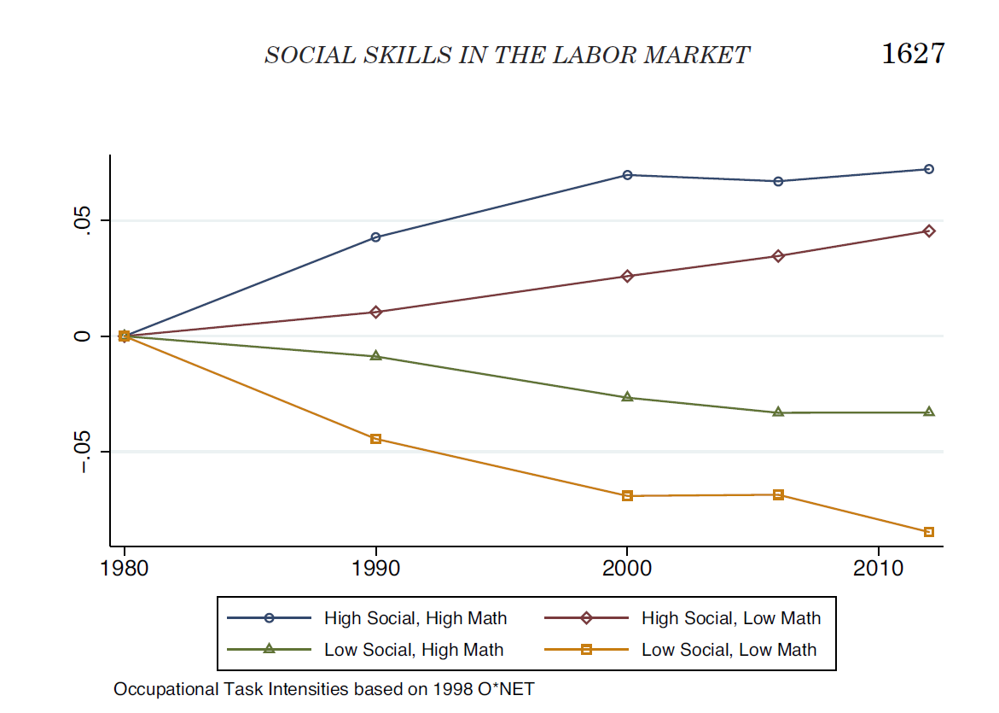 SOCIAL SKILLS IN THE LABOR MARKET 1627
.05
0
−.05
1980 1990 2000 2010
High Social, High Math High Social, Low Math
Low Social, High Math Low Social, Low Math
Occupational Task Intensities based on 1998 O*NET